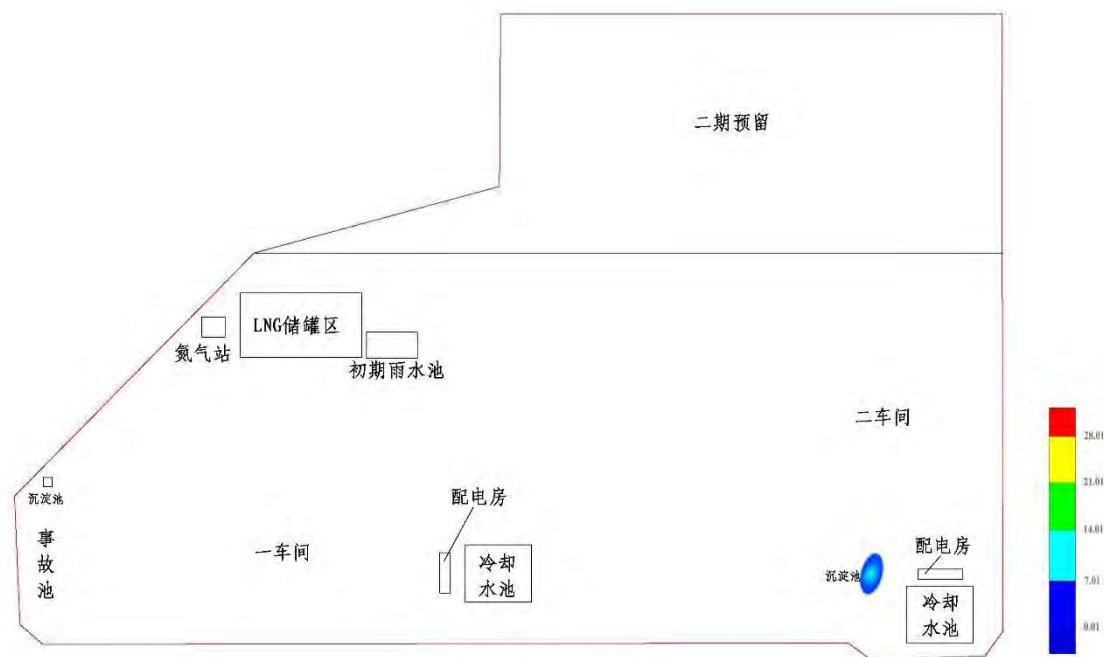 二期预留
LNG储罐区
氮气站
初期雨水池
二车间
28.01
21.01
14.01
7.01
0.01
沉淀池
事故池
一车间
配电房
冷却
水池
沉淀池
配电房
冷却
水池